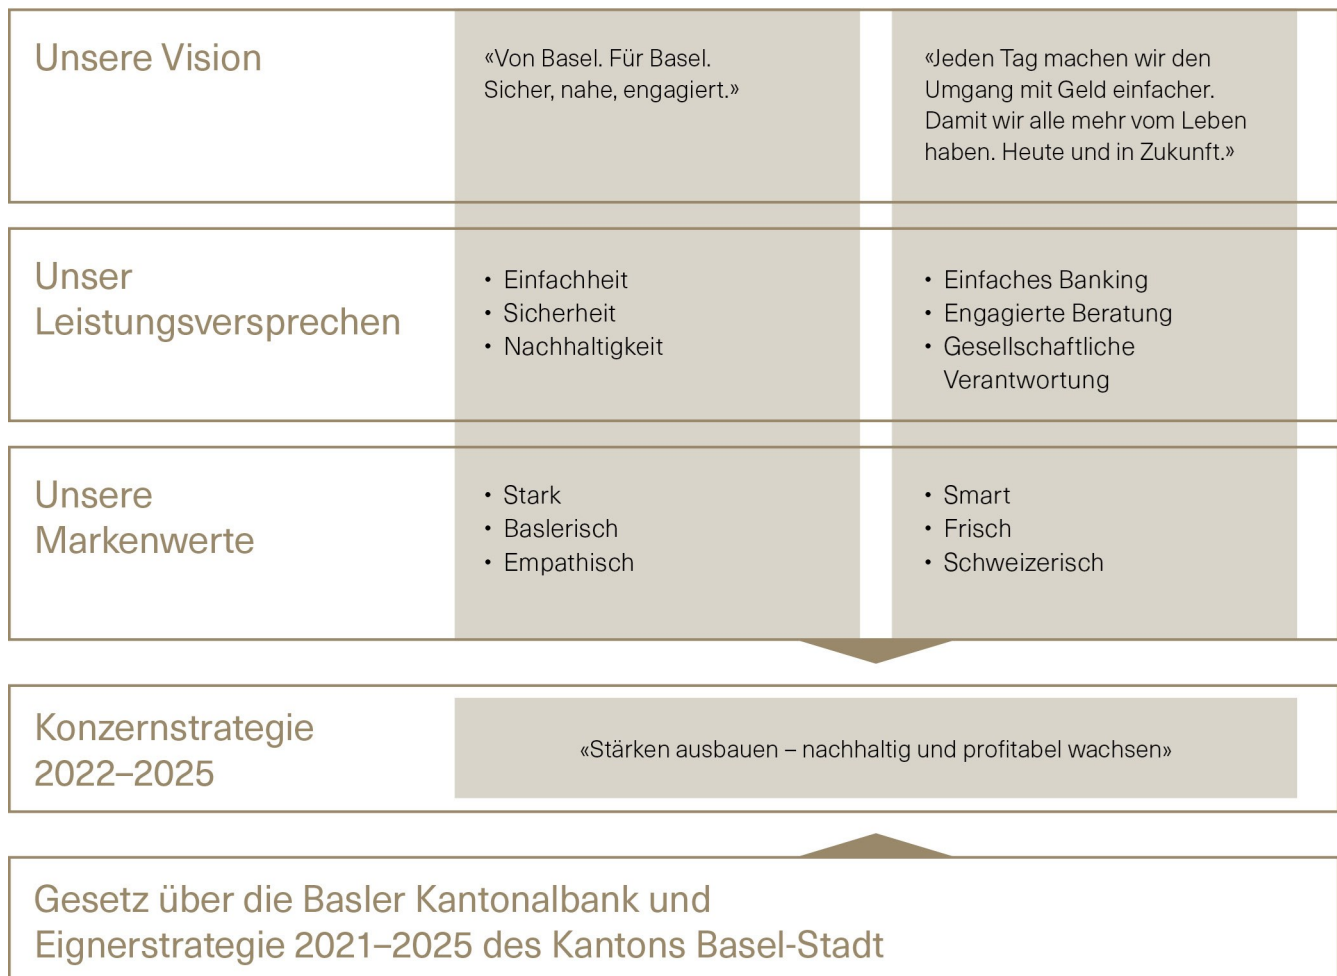 Unsere Vision
«Von Basel. Für Basel.
Sicher, nahe, engagiert.»
«Jeden Tag machen wir den
Umgang mit Geld einfacher.
Damit wir alle mehr vom Leben
haben. Heute und in Zukunft.»
Unser
Leistungsversprechen
• Einfachheit
• Sicherheit
• Nachhaltigkeit
• Einfaches Banking
• Engagierte Beratung
• Gesellschaftliche
Verantwortung
Unsere
Markenwerte
• Stark
• Baslerisch
• Empathisch
• Smart
• Frisch
• Schweizerisch
Konzernstrategie
2022–2025
«Stärken ausbauen – nachhaltig und profitabel wachsen»
Gesetz über die Basler Kantonalbank und
Eignerstrategie 2021–2025 des Kantons Basel-Stadt